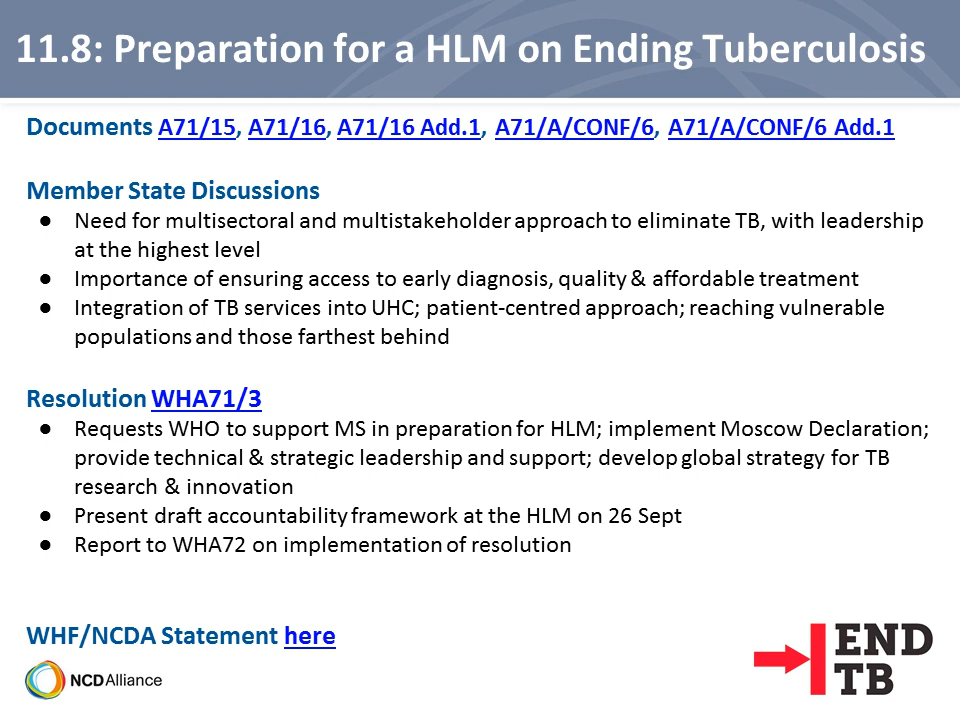 11.8: Preparation for a HLM on Ending Tuberculosis
Documents A71/15, A71/16, A71/16 Add.1, A71/A/CONF/6, A71/A/CONF/6 Add.1
Member State Discussions
● Need for multisectoral and multistakeholder approach to eliminate TB, with leadership
at the highest level
● Importance of ensuring access to early diagnosis, quality & affordable treatment
● Integration of TB services into UHC; patient-centred approach; reaching vulnerable
populations and those farthest behind
Resolution WHA71/3
● Requests WHO to support MS in preparation for HLM; implement Moscow Declaration;
provide technical & strategic leadership and support; develop global strategy for TB
research & innovation
● Present draft accountability framework at the HLM on 26 Sept
● Report to WHA72 on implementation of resolution
WHF/NCDA Statement here
NCDAlliance
END
TB